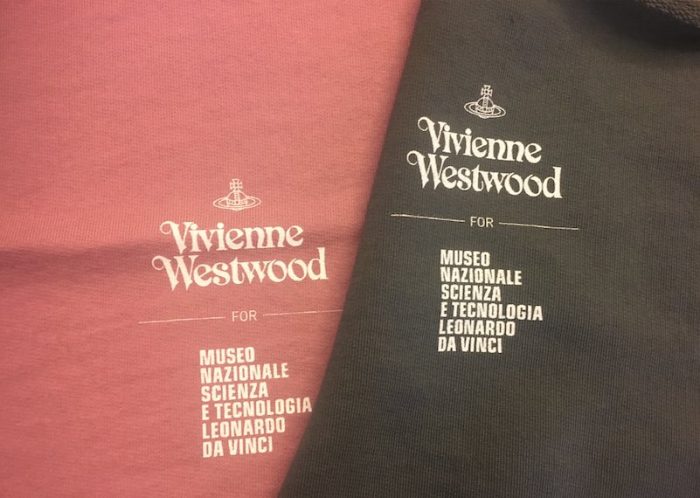 Vivienne
Westwood
FOR
MUSEO
NAZIONALE
SCIENZA
E TECNOLOGIA
LEONARDO
DA VINCI
Vivienne
Westwood
FOR
MUSEO
NAZIONALE
SCIENZA
E TECNOLOGIA
LEONARDO
DA VINCI